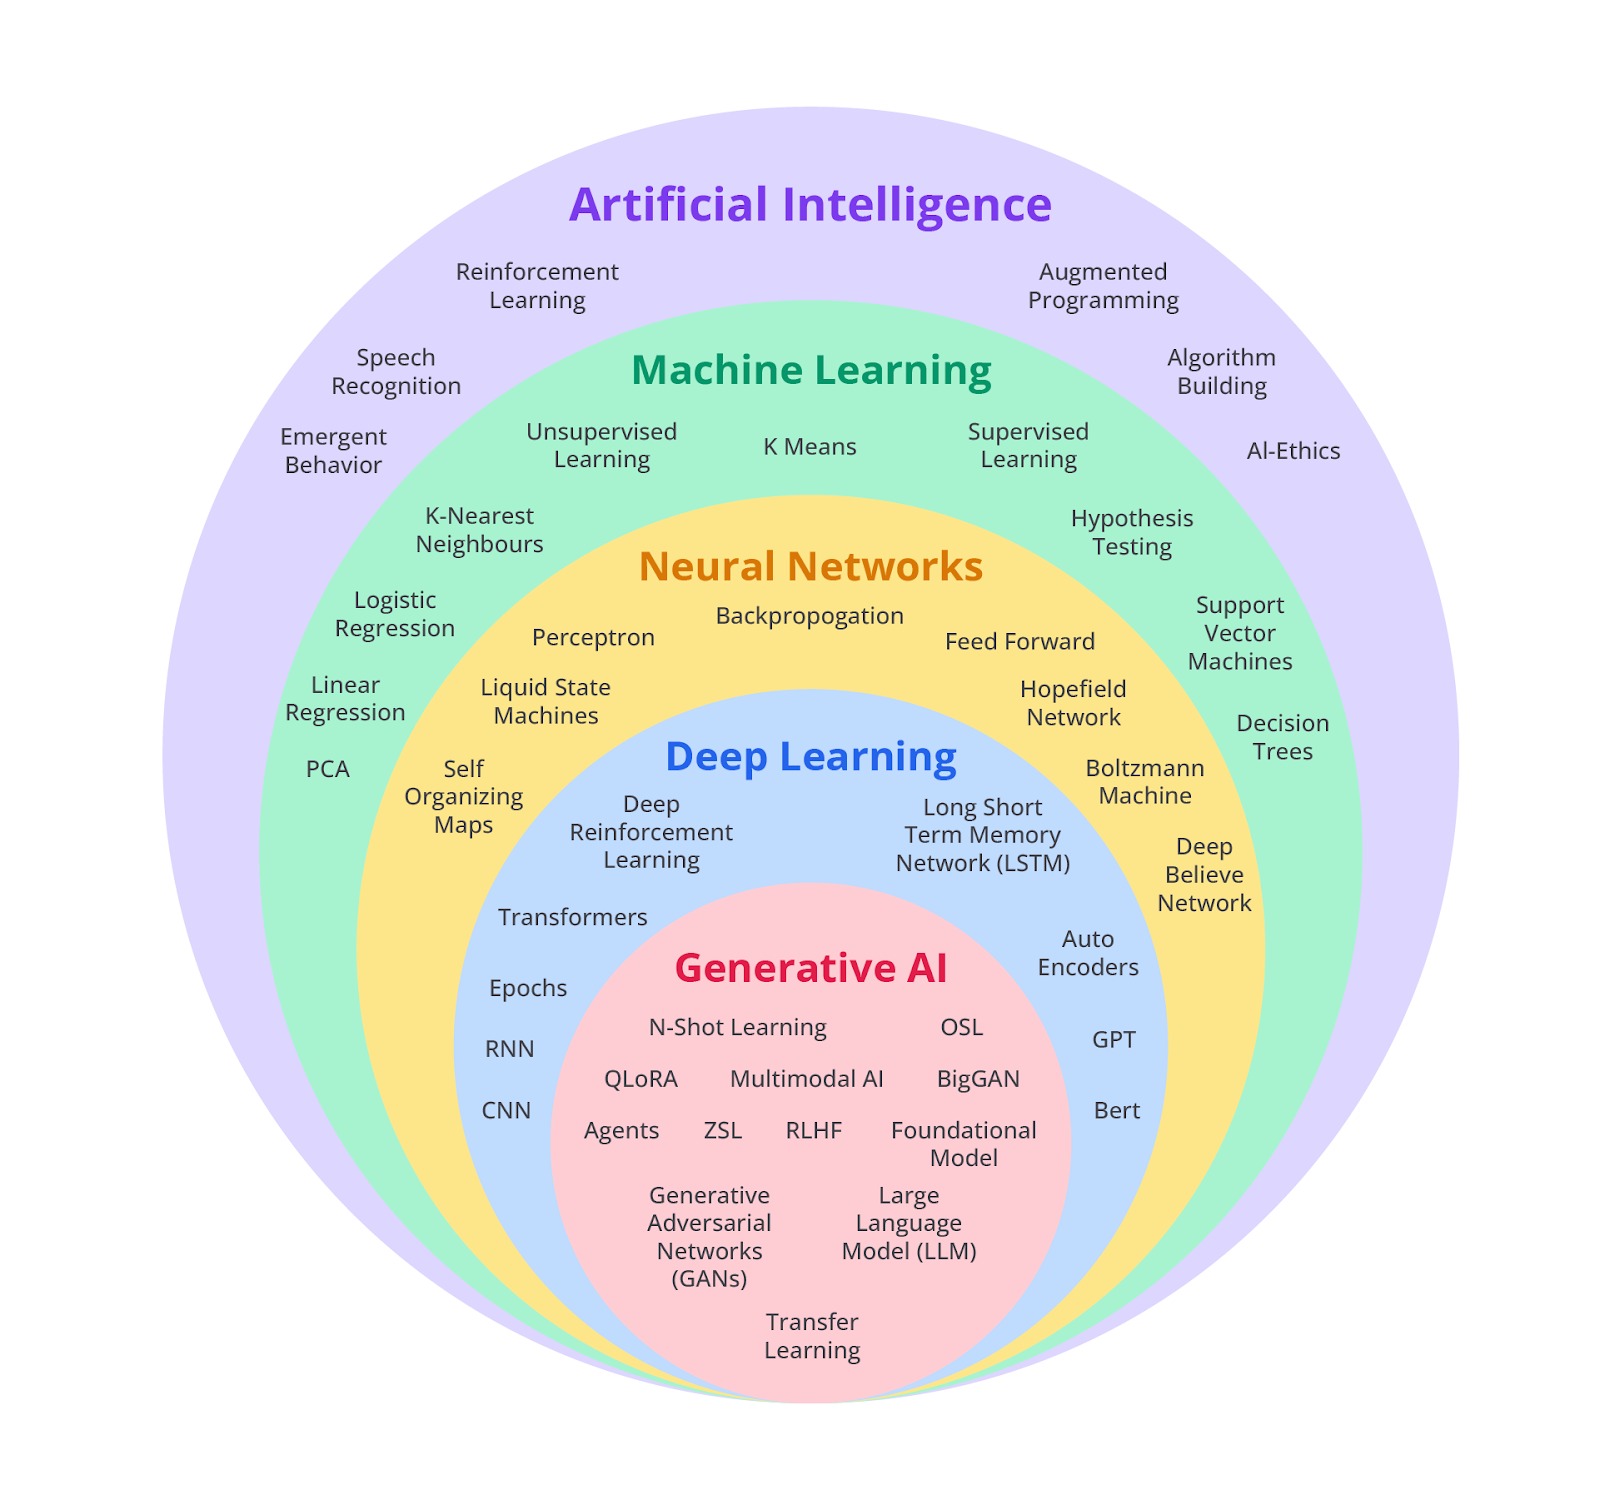 Artificial Intelligence
Reinforcement
Learning
Augmented
Programming
Speech
Recognition
Algorithm
Building
Emergent
Behavior
AI-Ethics
Machine Learning
Unsupervised
Learning
K Means
Supervised
Learning
K-Nearest
Neighbours
Hypothesis
Testing
Logistic
Regression
Support
Vector
Machines
Linear
Regression
Decision
Trees
PCA
Neural Networks
Backpropogation
Perceptron
Feed Forward
Liquid State
Machines
Hopefield
Network
Self
Organizing
Maps
Boltzmann
Machine
Deep
Believe
Network
Deep Learning
Deep
Reinforcement
Learning
Long Short
Term Memory
Network (LSTM)
Transformers
Auto
Encoders
Epochs
GPT
RNN
CNN
Bert
Generative AI
N-Shot Learning
OSL
QLoRA
Multimodal AI
BigGAN
Agents
ZSL
RLHF
Foundational
Model
Generative
Adversarial
Networks
(GANs)
Large
Language
Model (LLM)
Transfer
Learning